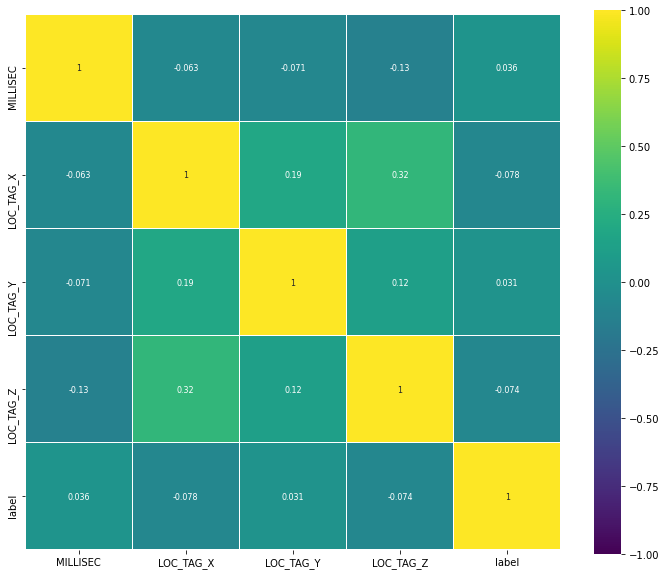 MILLISEC 1 -0.063 -0.071 -0.13 0.036
LOC_TAG_X -0.063 1 0.19 0.32 -0.078
LOC_TAG_Y -0.071 0.19 1 0.12 0.031
LOC_TAG_Z -0.13 0.32 0.12 1 -0.074
label 0.036 -0.078 0.031 -0.074 1
MILLISEC LOC_TAG_X LOC_TAG_Y LOC_TAG_Z label
1.00
0.75
0.50
0.25
0.00
−0.25
−0.50
−0.75
−1.00